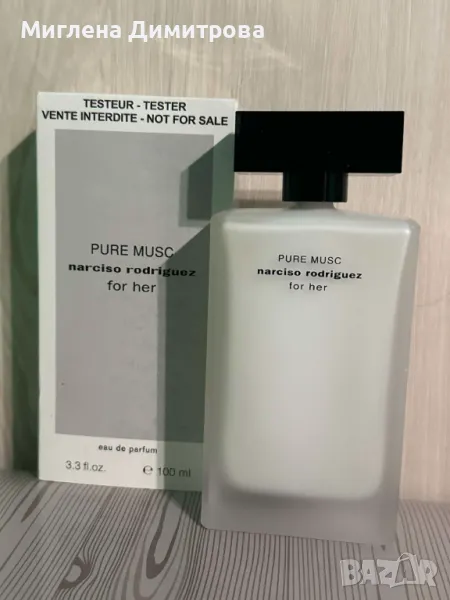 Миглена Димитрова
TESTEUR - TESTER
VENTE INTERDITE - NOT FOR SALE
PURE MUSC
narciso rodriguez
for her
eau de parfum
3.3 fl.oz. e 100 ml
PURE MUSC
narciso rodriguez
for her
BAZAR